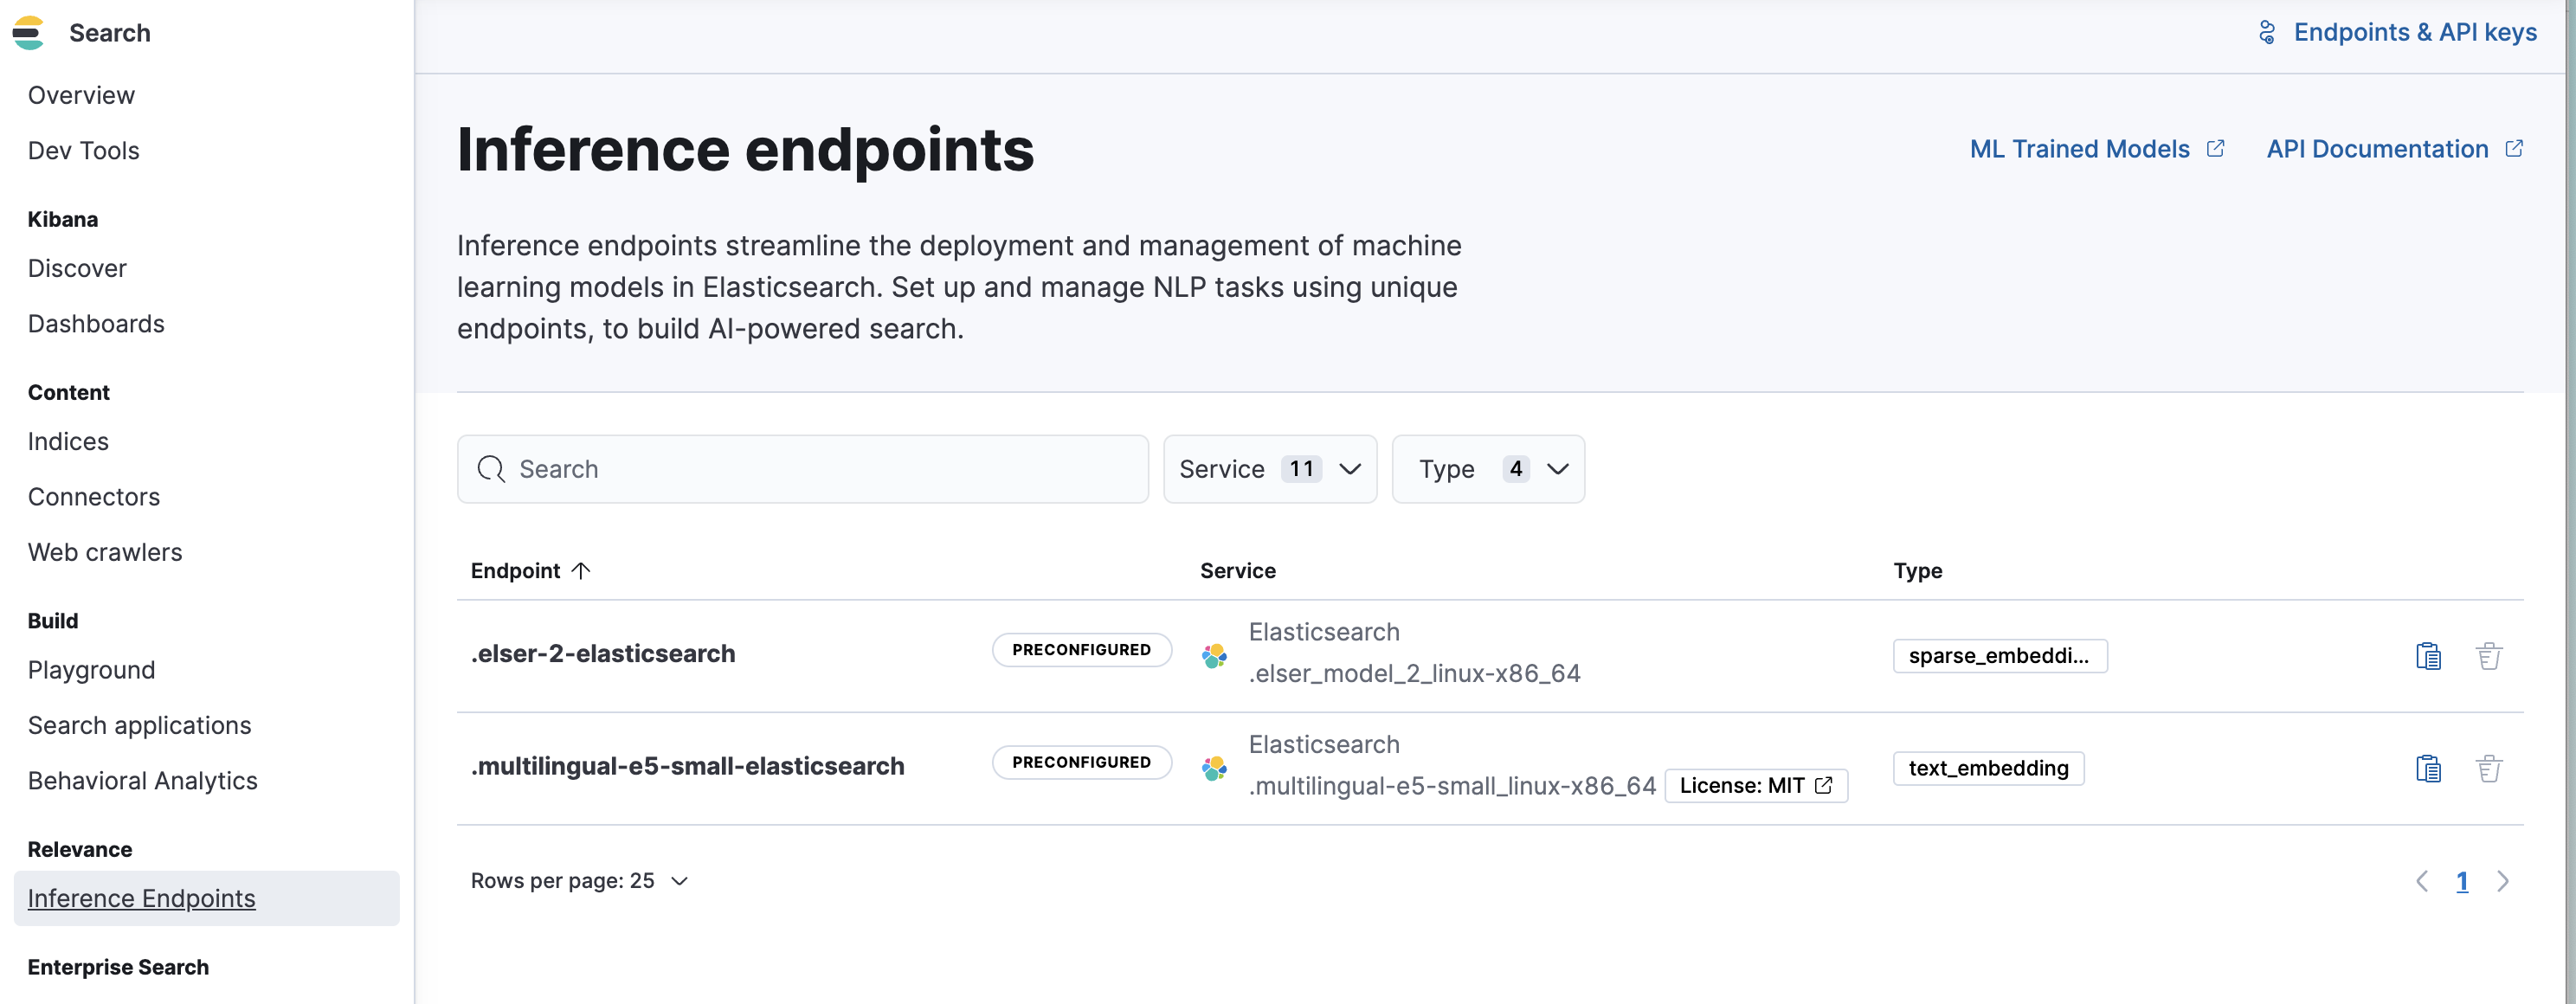 Search
Endpoints & API keys
Overview
Dev Tools
Kibana
Discover
Dashboards
Content
Indices
Connectors
Web crawlers
Build
Playground
Search applications
Behavioral Analytics
Relevance
Inference Endpoints
Enterprise Search
Inference endpoints
ML Trained Models
API Documentation
Inference endpoints streamline the deployment and management of machine
learning models in Elasticsearch. Set up and manage NLP tasks using unique
endpoints, to build AI-powered search.
Search
Service 11
Type 4
Endpoint Service Type
.elser-2-elasticsearch PRECONFIGURED
Elasticsearch
.elser_model_2_linux-x86_64
sparse_embeddi...
.multilingual-e5-small-elasticsearch PRECONFIGURED
Elasticsearch
.multilingual-e5-small_linux-x86_64 License: MIT
text_embedding
Rows per page: 25
1